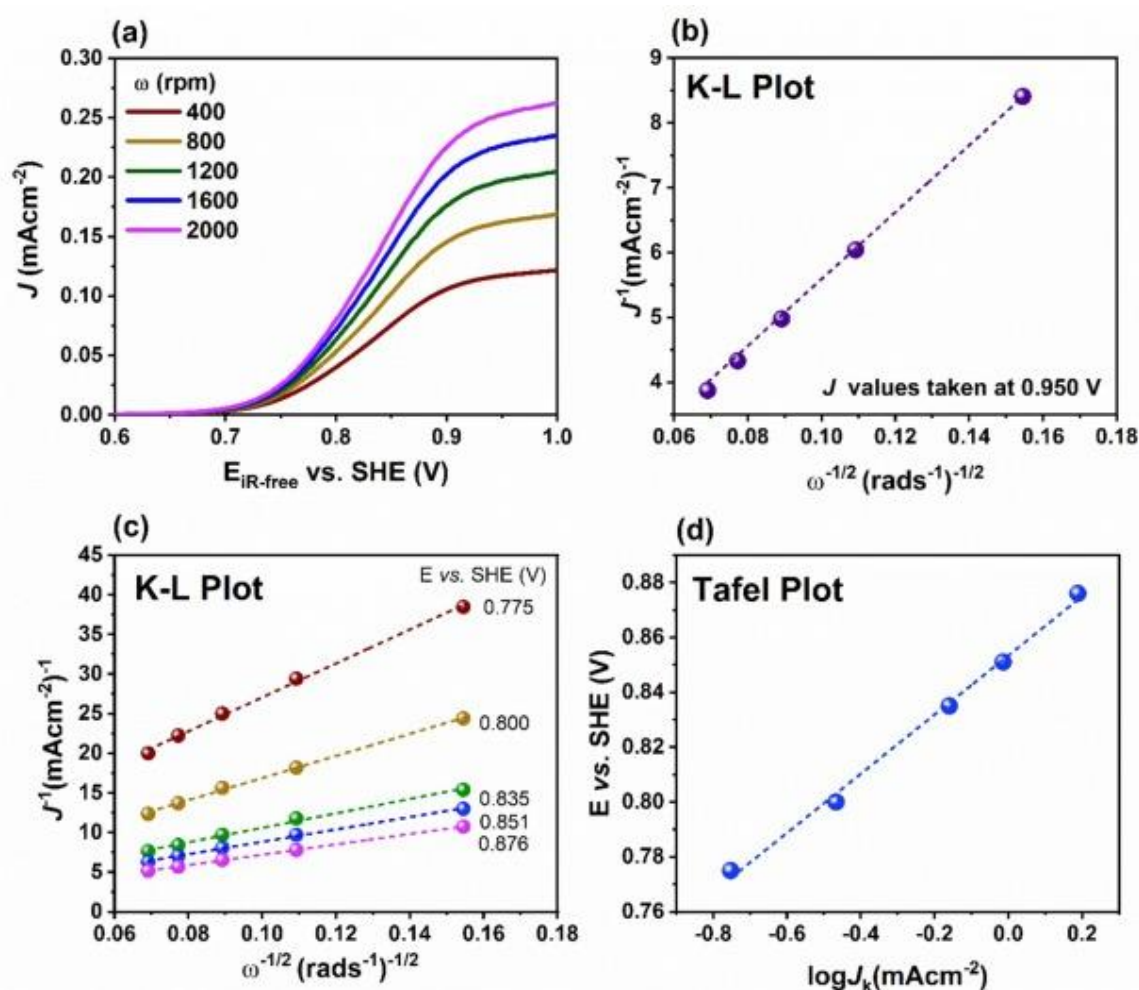 (a)
0.30
0.25
0.20
0.15
0.10
0.05
0.00
J (mAcm-2)
ω (rpm)
400
800
1200
1600
2000
0.6 0.7 0.8 0.9 1.0
EiR-free vs. SHE (V)
(b)
9
8
7
6
5
4
J-1(mAcm-2)-1
K-L Plot
J values taken at 0.950 V
0.06 0.08 0.10 0.12 0.14 0.16 0.18
ω-1/2 (rads-1)-1/2
(c)
45
40
35
30
25
20
15
10
5
0
J-1(mAcm-2)-1
K-L Plot
E vs. SHE (V)
0.775
0.800
0.835
0.851
0.876
0.06 0.08 0.10 0.12 0.14 0.16 0.18
ω-1/2 (rads-1)-1/2
(d)
0.88
0.86
0.84
0.82
0.80
0.78
0.76
E vs. SHE (V)
Tafel Plot
-0.8 -0.6 -0.4 -0.2 0.0 0.2
logJk(mAcm-2)